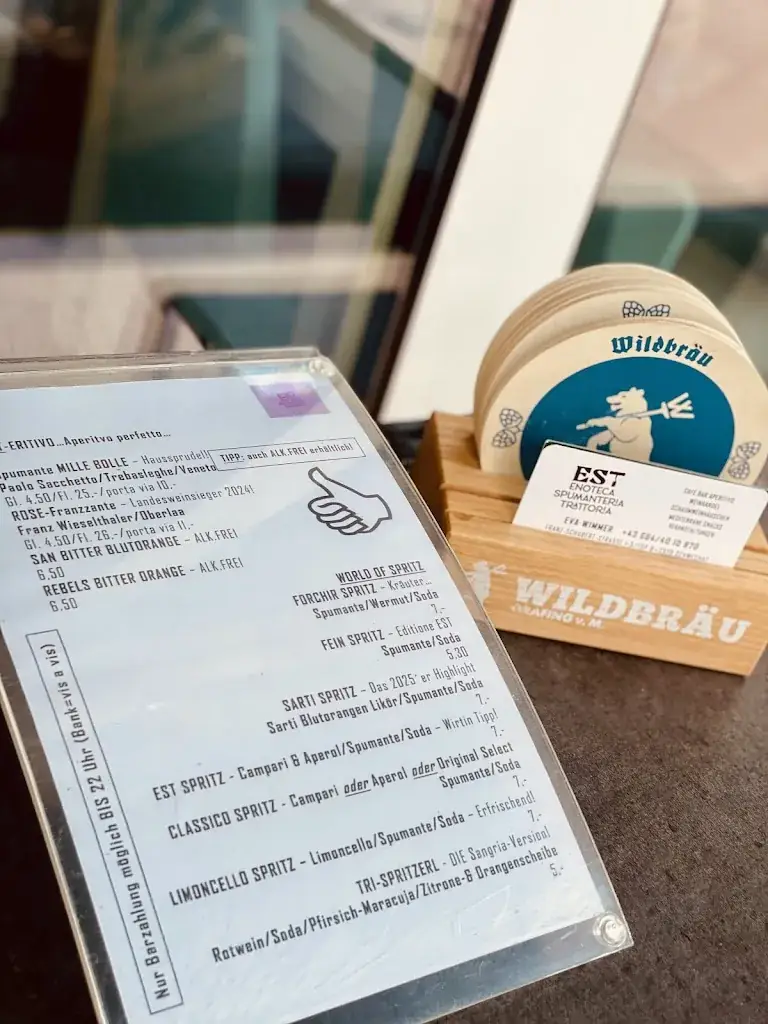 -ERITIVO...Aperitvo perfetto...
Spumante MILLE BOLLE - Haussprudel
Paolo Sacchetto/Trebaseleghe/Veneto
Gl. 4.50/Fl. 25.-/porta via 10.-
TIPP: auch ALK.FREI erhältlich!
ROSE-Franzzante - Landesweinsieger 2024!
Franz Wieselthaler/Oberlaa
Gl. 4.50/Fl. 26.-/porta via 11.-
SAN BITTER BLUTORANGE - ALK.FREI
6.50
REBELS BITTER ORANGE - ALK.FREI
6.50
WORLD OF SPRITZ
FORCHIR SPRITZ - Kräuter...
Spumante/Wermut/Soda
7.-
FEIN SPRITZ - Editione EST
Spumante/Soda
5.30
SARTI SPRITZ - Das 2025' er Highlight
Sarti Blutorangen Likör/Spumante/Soda
7.-
EST SPRITZ - Campari & Aperol/Spumante/Soda - Wirtin Tipp!
7.-
CLASSICO SPRITZ - Campari oder Aperol oder Original Select
Spumante/Soda
7.-
LIMONCELLO SPRITZ - Limoncello/Spumante/Soda - Erfrischend!
7.-
TRI-SPRITZERL - DIE Sangria-Version!
Rotwein/Soda/Pfirsich-Maracuja/Zitrone-& Orangenscheibe
5.-
Nur Barzahlung möglich BIS 22 Uhr (Bank=vis a vis)
Wildbräu
W
EST
ENOTECA
SPUMANTERIA
TRATTORIA
EVA WIMMER
WILDBRÄU
GRAFING v. M.